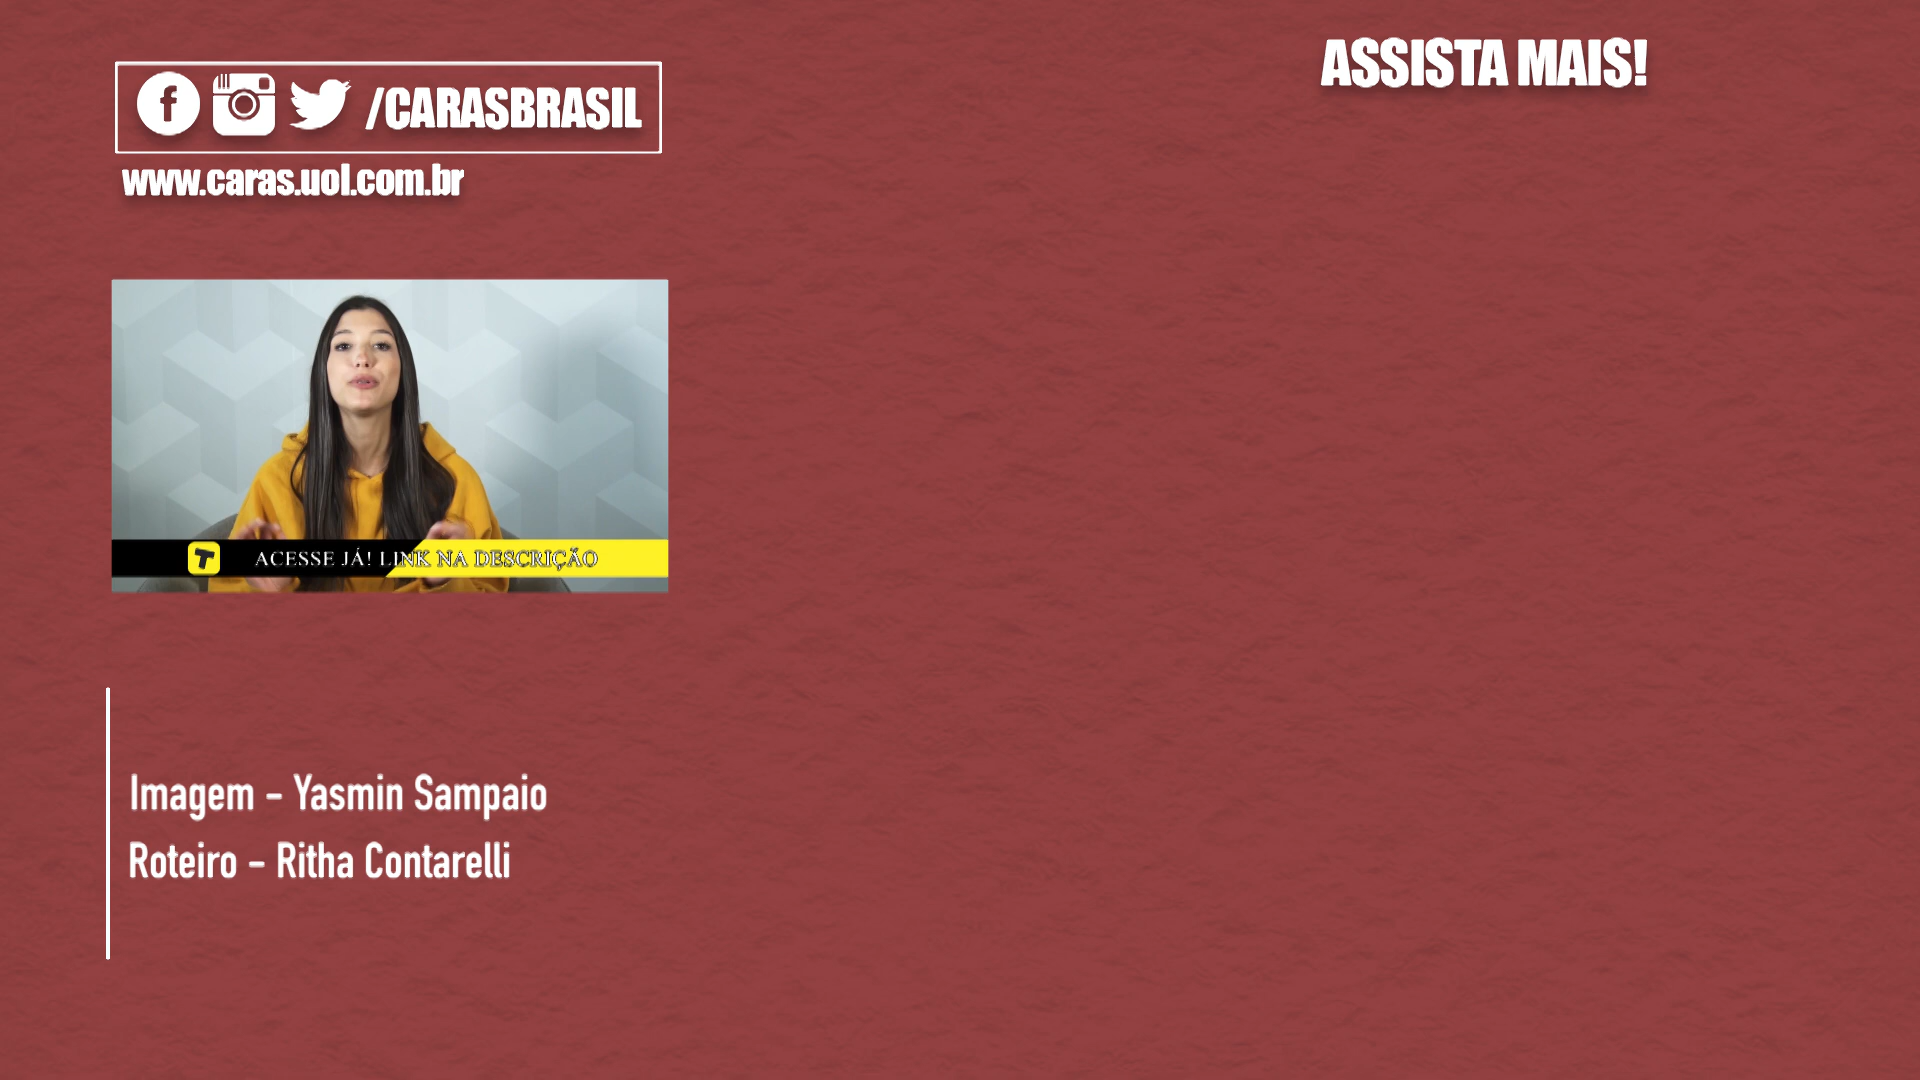 /CARASBRASIL
www.caras.uol.com.br
ASSISTA MAIS!
ACESSE JÁ! LINK NA DESCRIÇÃO
Imagem - Yasmin Sampaio
Roteiro - Ritha Contarelli